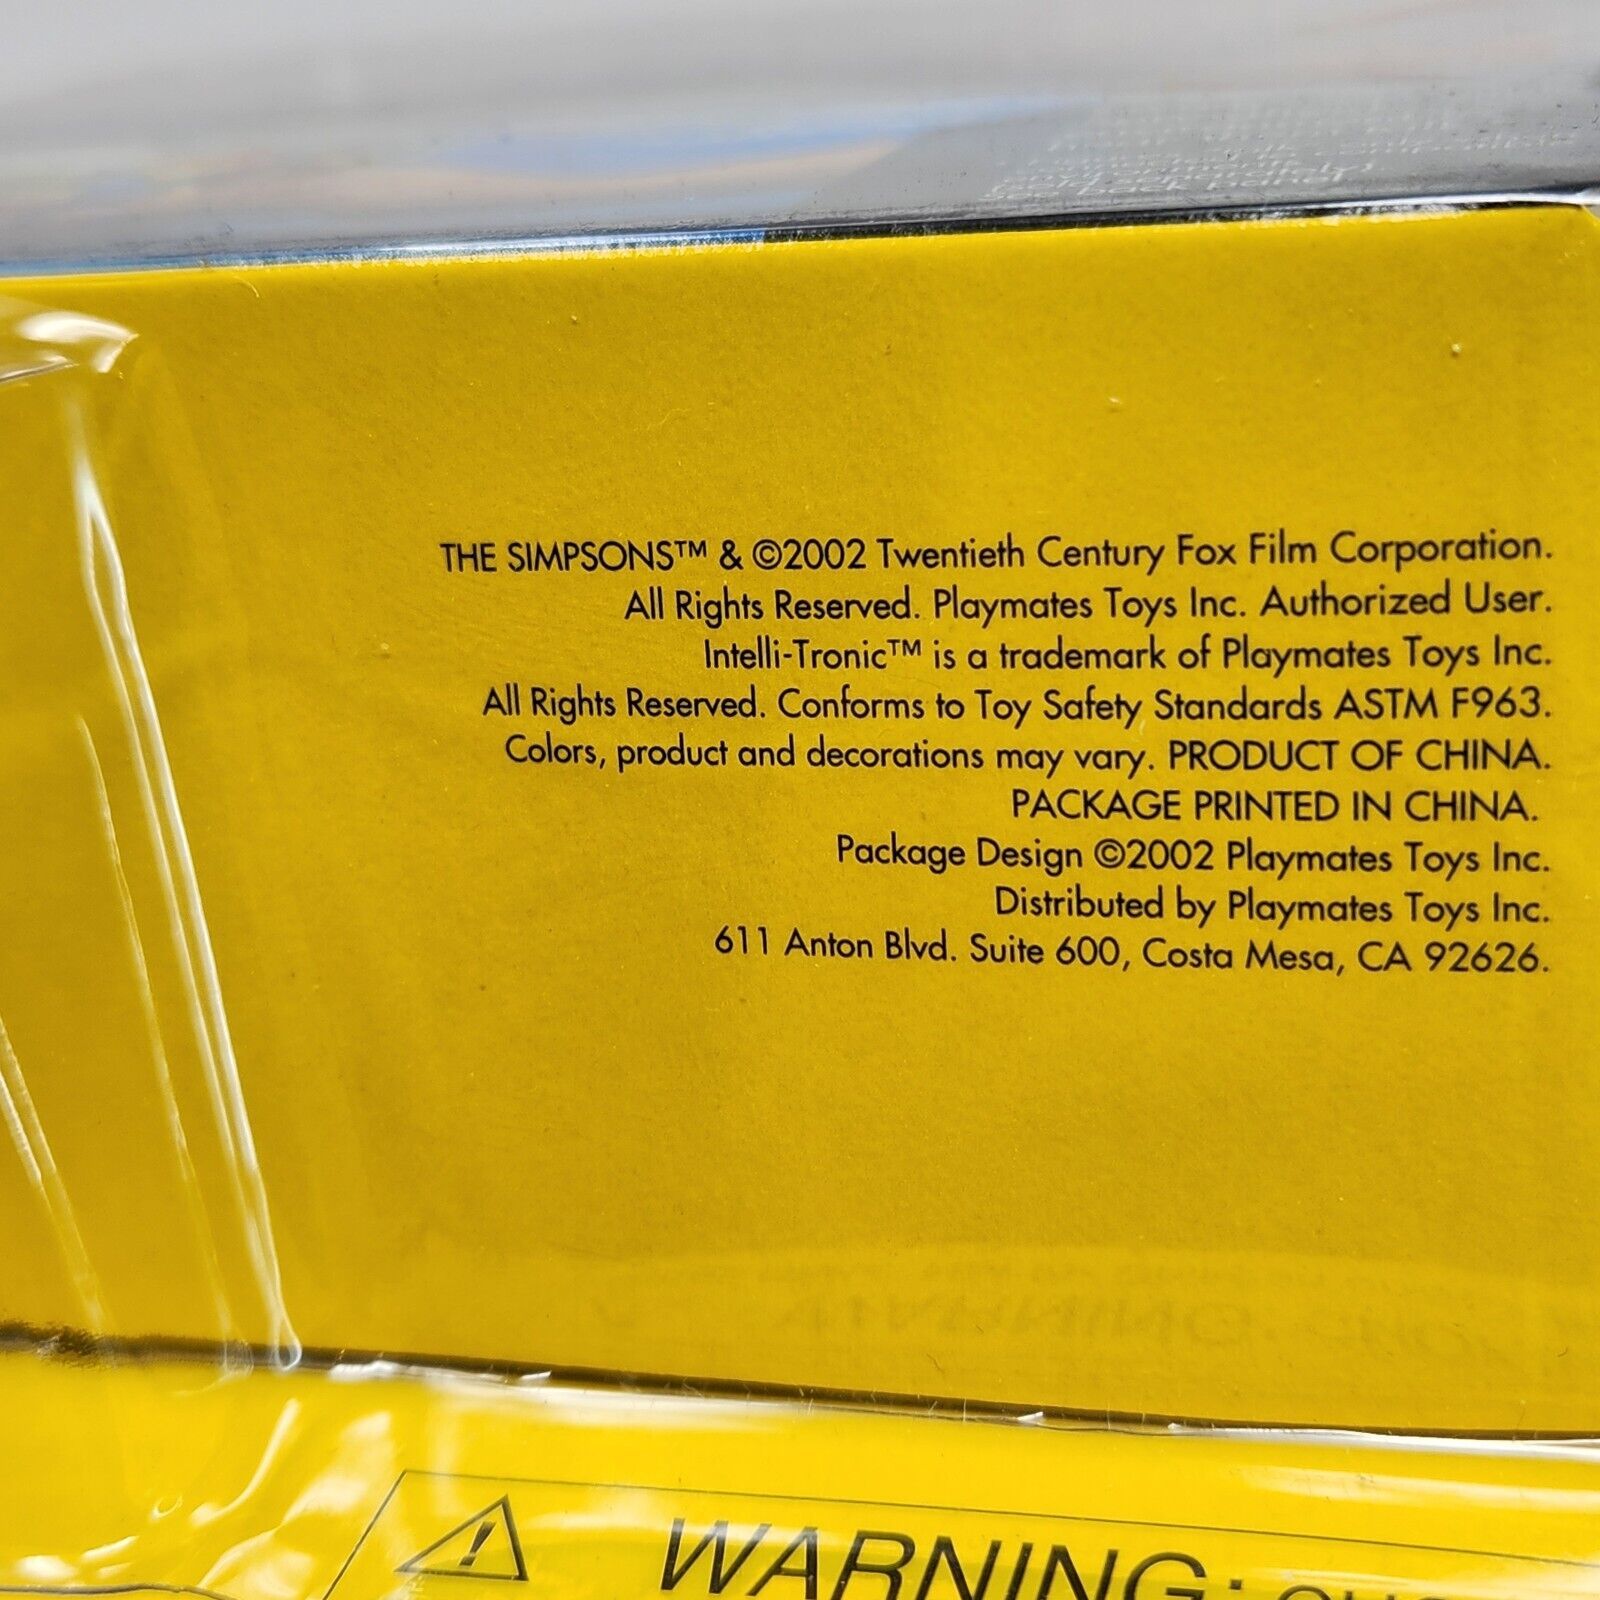 THE SIMPSONS™ & ©2002 Twentieth Century Fox Film Corporation.
All Rights Reserved. Playmates Toys Inc. Authorized User.
Intelli-Tronic™ is a trademark of Playmates Toys Inc.
All Rights Reserved. Conforms to Toy Safety Standards ASTM F963.
Colors, product and decorations may vary. PRODUCT OF CHINA.
PACKAGE PRINTED IN CHINA.
Package Design ©2002 Playmates Toys Inc.
Distributed by Playmates Toys Inc.
611 Anton Blvd. Suite 600, Costa Mesa, CA 92626.
WARNING: